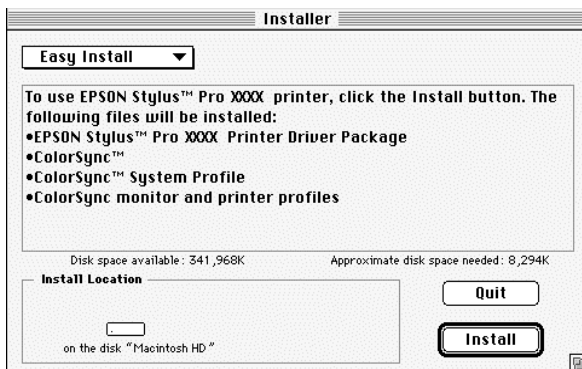 Installer
Easy Install
To use EPSON Stylus™ Pro XXXX printer, click the Install button. The
following files will be installed:
•EPSON Stylus™ Pro XXXX Printer Driver Package
•ColorSync™
•ColorSync™ System Profile
•ColorSync monitor and printer profiles
Disk space available: 341,968K Approximate disk space needed: 8,294K
Install Location
on the disk "Macintosh HD"
Quit
Install